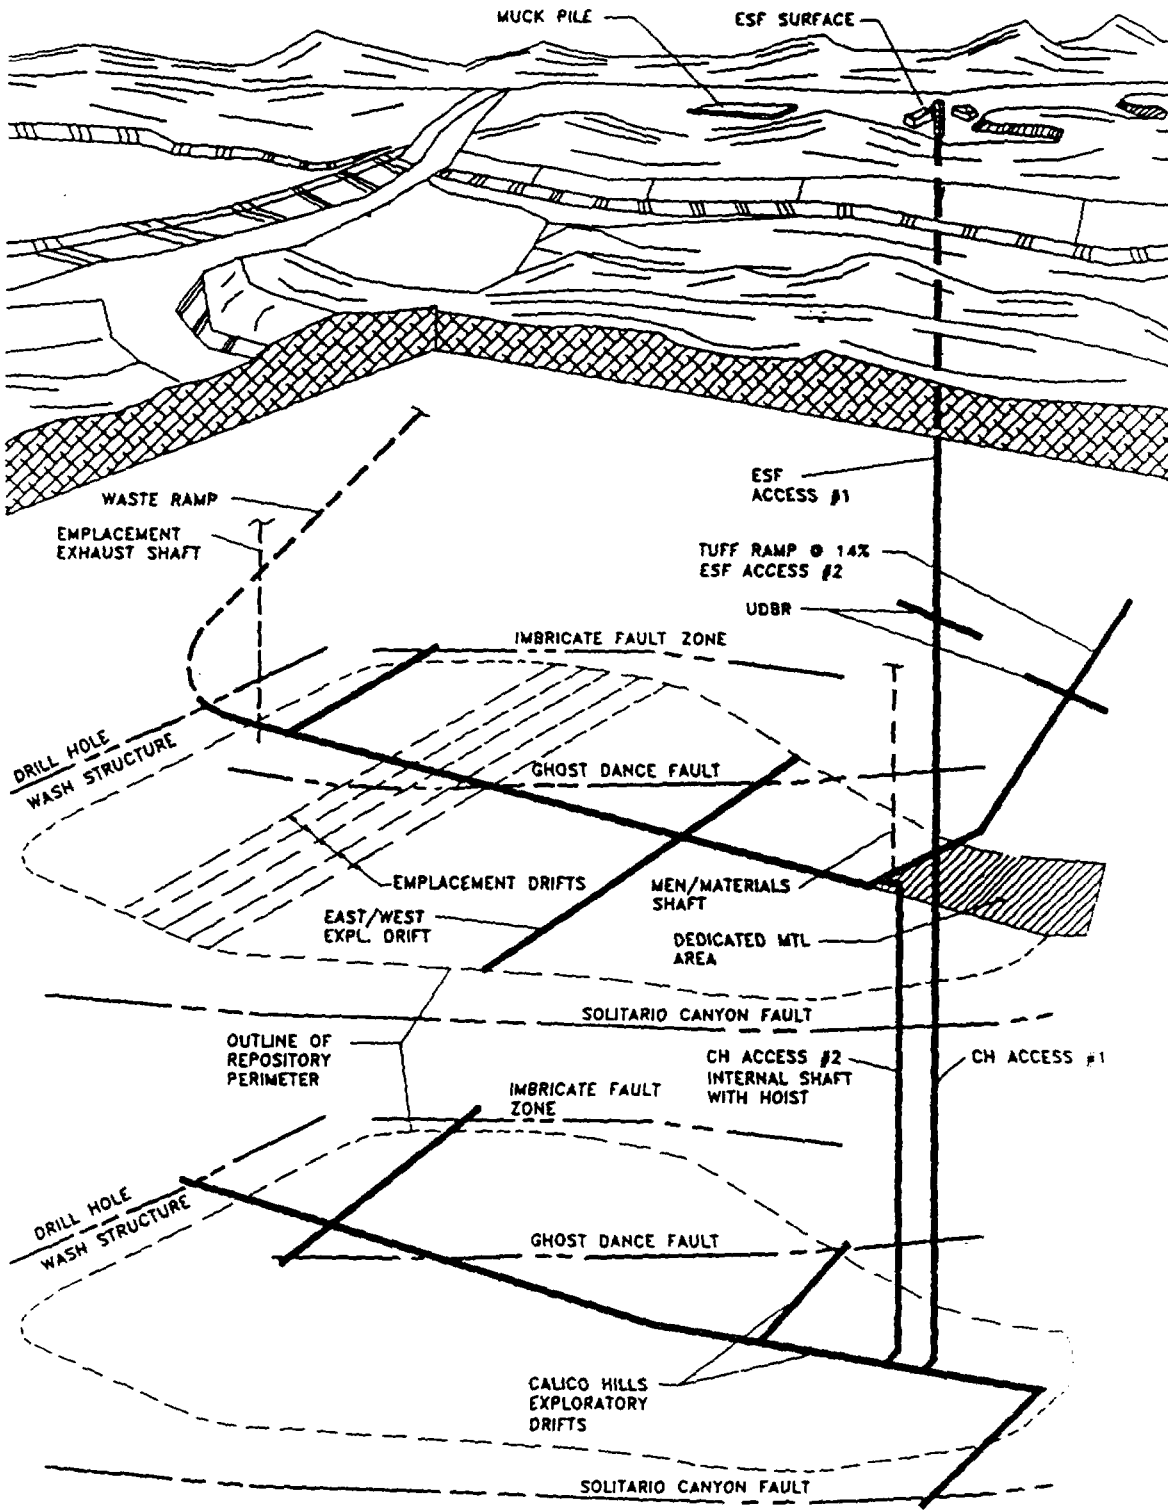 MUCK PILE
ESF SURFACE
ESF
ACCESS #1
WASTE RAMP
EMPLACEMENT
EXHAUST SHAFT
TUFF RAMP @ 14%
ESF ACCESS #2
UDBR
IMBRICATE FAULT ZONE
DRILL HOLE
WASH STRUCTURE
GHOST DANCE FAULT
EMPLACEMENT DRIFTS
MEN/MATERIALS
SHAFT
EAST/WEST
EXPL. DRIFT
DEDICATED MTL
AREA
SOLITARIO CANYON FAULT
OUTLINE OF
REPOSITORY
PERIMETER
CH ACCESS #2
INTERNAL SHAFT
WITH HOIST
CH ACCESS #1
IMBRICATE FAULT
ZONE
DRILL HOLE
WASH STRUCTURE
GHOST DANCE FAULT
CALICO HILLS
EXPLORATORY
DRIFTS
SOLITARIO CANYON FAULT